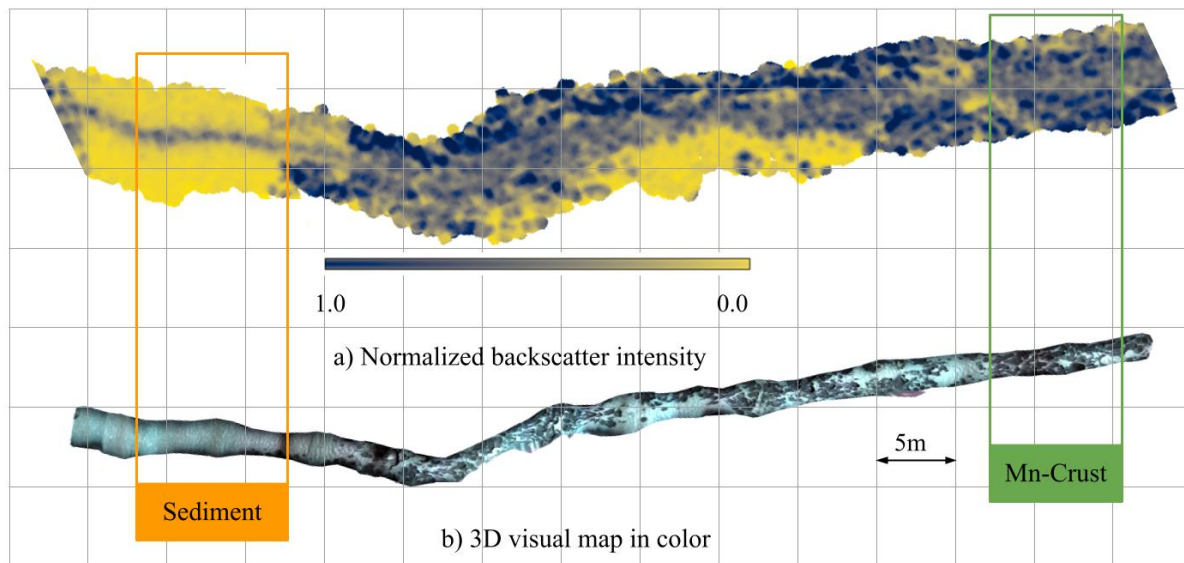 1.0
0.0
a) Normalized backscatter intensity
5m
Mn-Crust
Sediment
b) 3D visual map in color